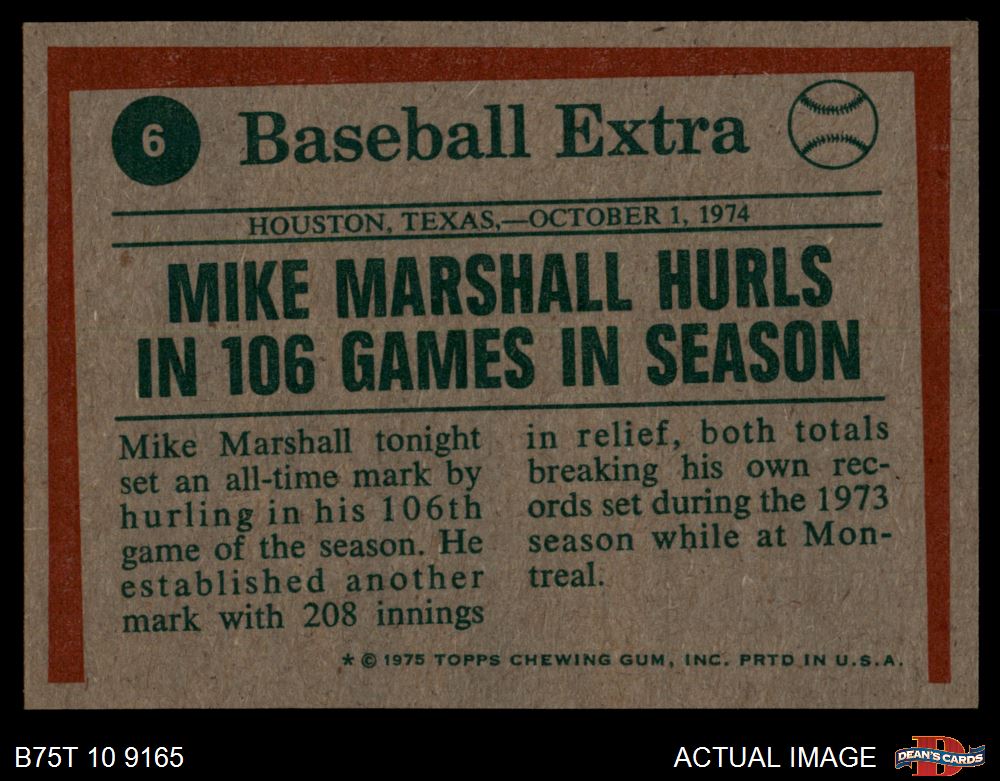 6
Baseball Extra
HOUSTON, TEXAS,—OCTOBER 1, 1974
MIKE MARSHALL HURLS
IN 106 GAMES IN SEASON
Mike Marshall tonight
set an all-time mark by
hurling in his 106th
game of the season. He
established another
mark with 208 innings
in relief, both totals
breaking his own rec-
ords set during the 1973
season while at Mon-
treal.
* © 1975 TOPPS CHEWING GUM, INC. PRTD IN U.S.A.
B75T 10 9165
ACTUAL IMAGE
D
DEAN'S CARDS